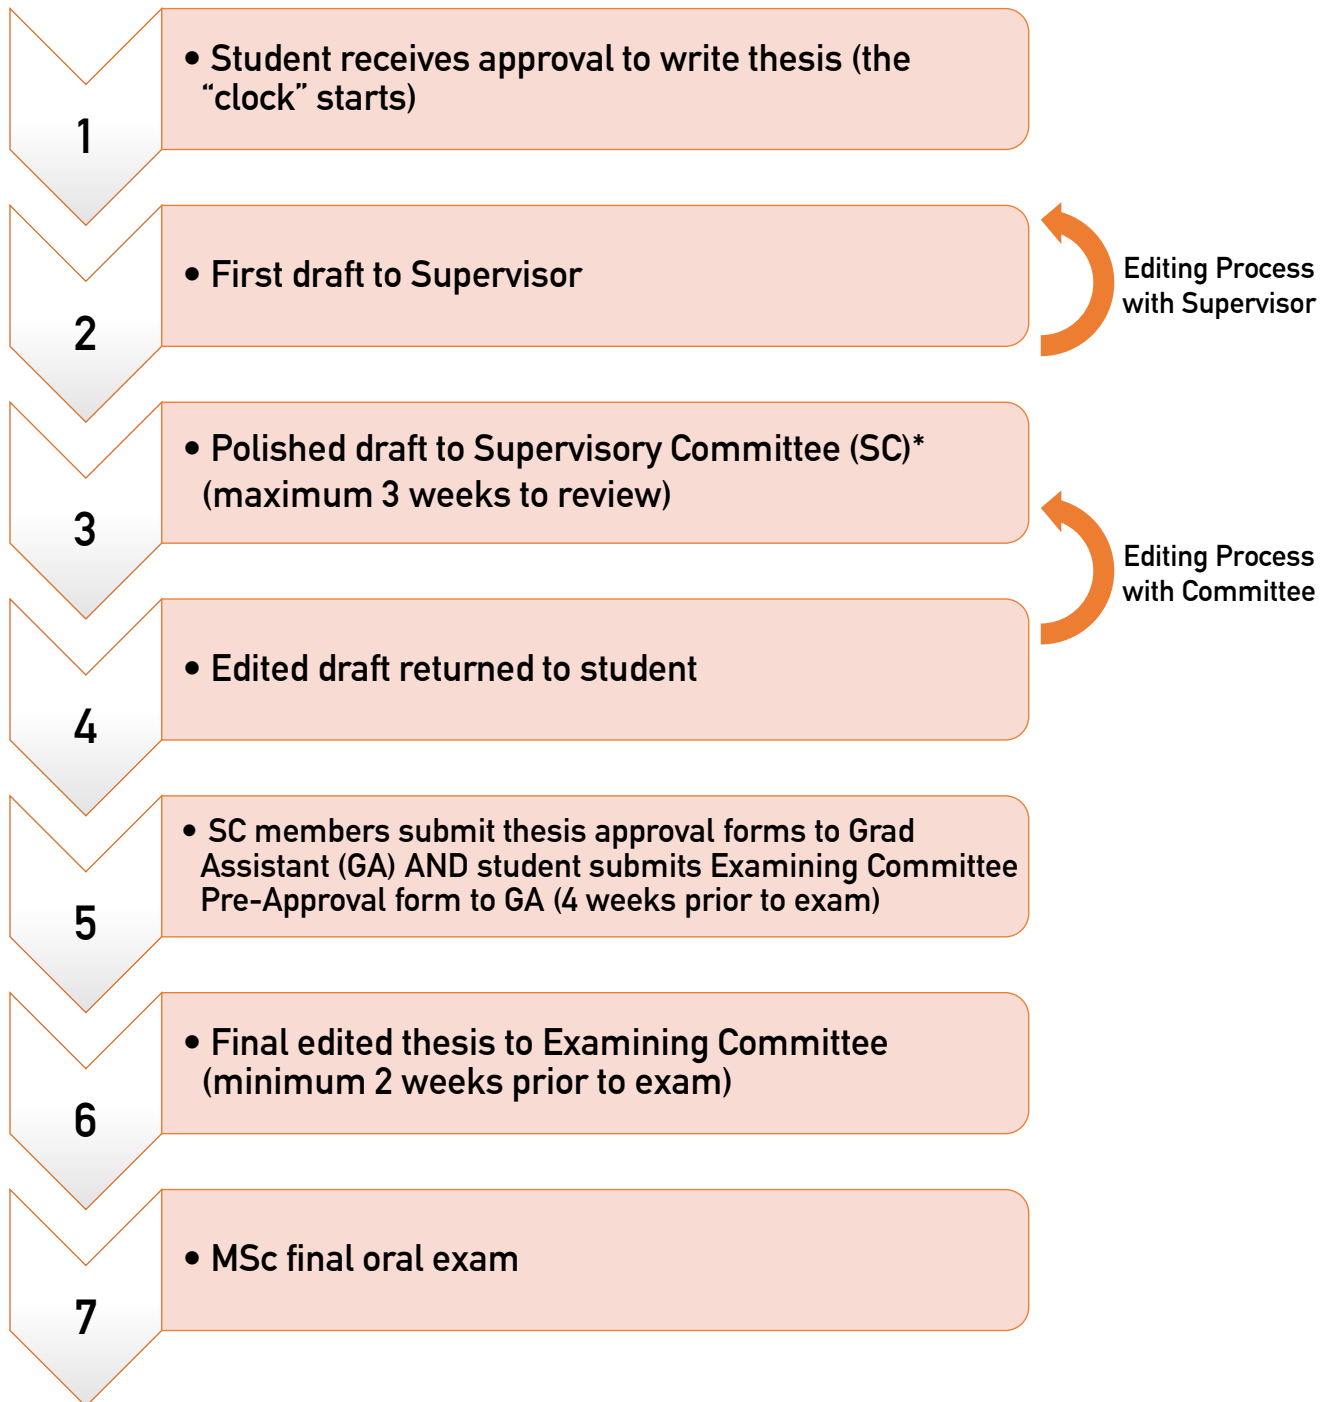 1
• Student receives approval to write thesis (the
“clock” starts)
2
• First draft to Supervisor
Editing Process
with Supervisor
3
• Polished draft to Supervisory Committee (SC)*
(maximum 3 weeks to review)
Editing Process
with Committee
4
• Edited draft returned to student
5
• SC members submit thesis approval forms to Grad
Assistant (GA) AND student submits Examining Committee
Pre-Approval form to GA (4 weeks prior to exam)
6
• Final edited thesis to Examining Committee
(minimum 2 weeks prior to exam)
7
• MSc final oral exam